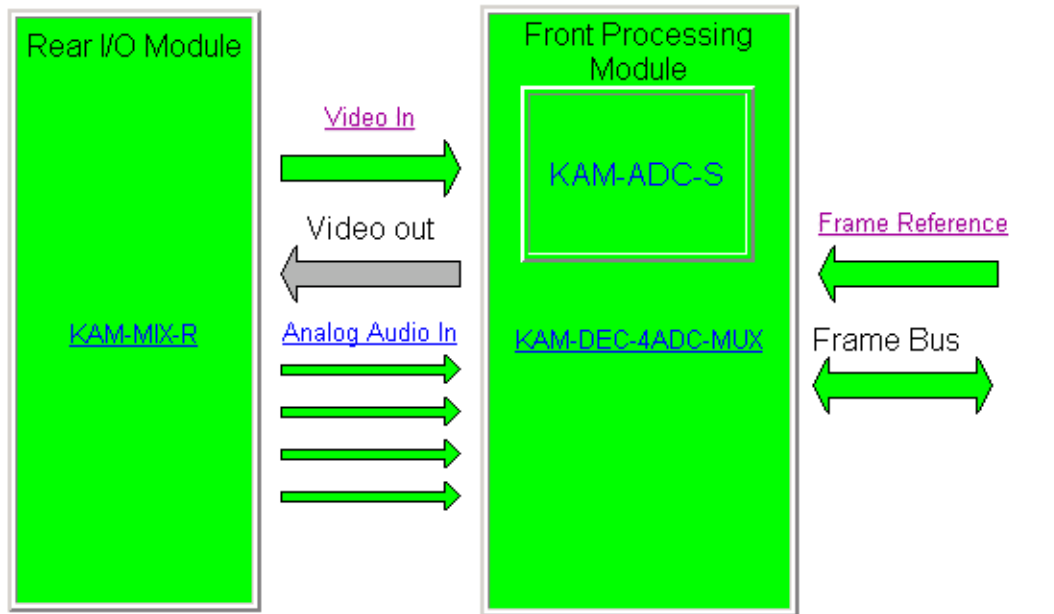 Rear I/O Module
KAM-MIX-R
Video In
Video out
Analog Audio In
Front Processing
Module
KAM-ADC-S
KAM-DEC-4ADC-MUX
Frame Reference
Frame Bus